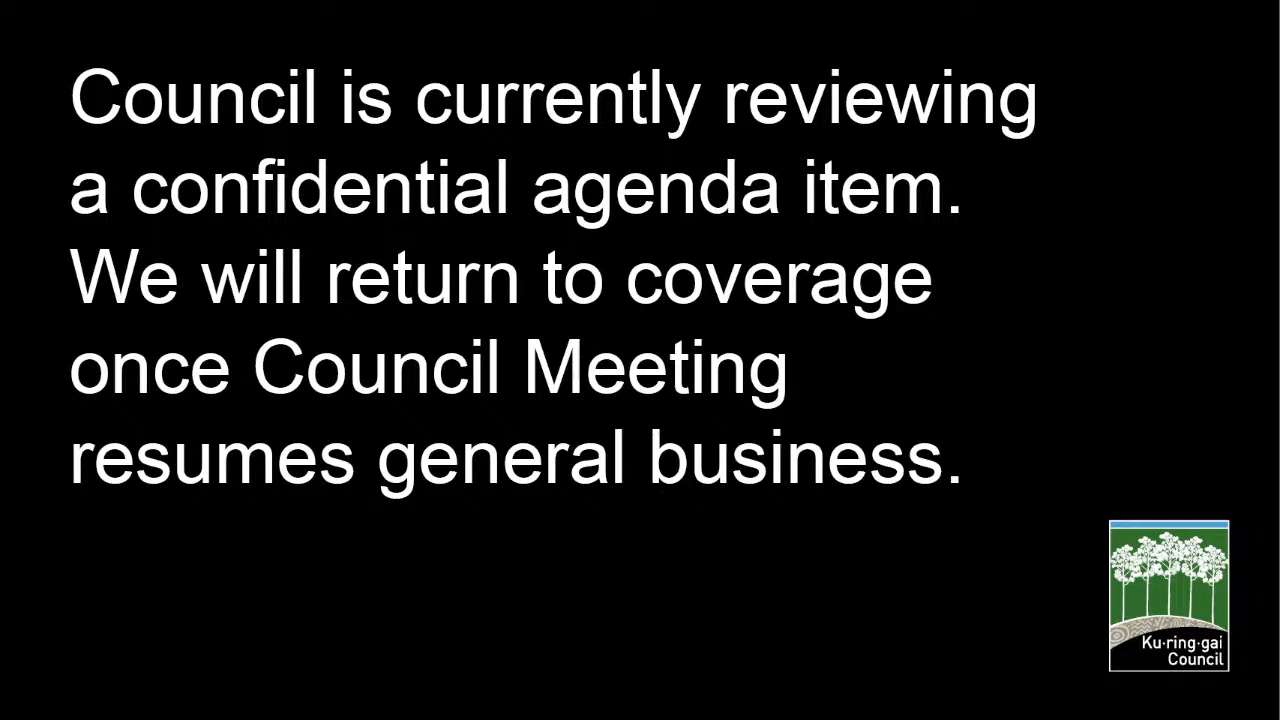 Council is currently reviewing
a confidential agenda item.
We will return to coverage
once Council Meeting
resumes general business.
Ku·ring·gai
Council